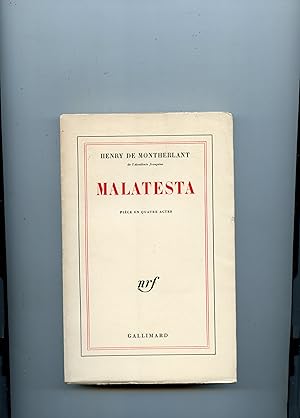 HENRY DE MONTHERLANT
de l'Académie française
MALATESTA
PIÈCE EN QUATRE ACTES
nrf
GALLIMARD